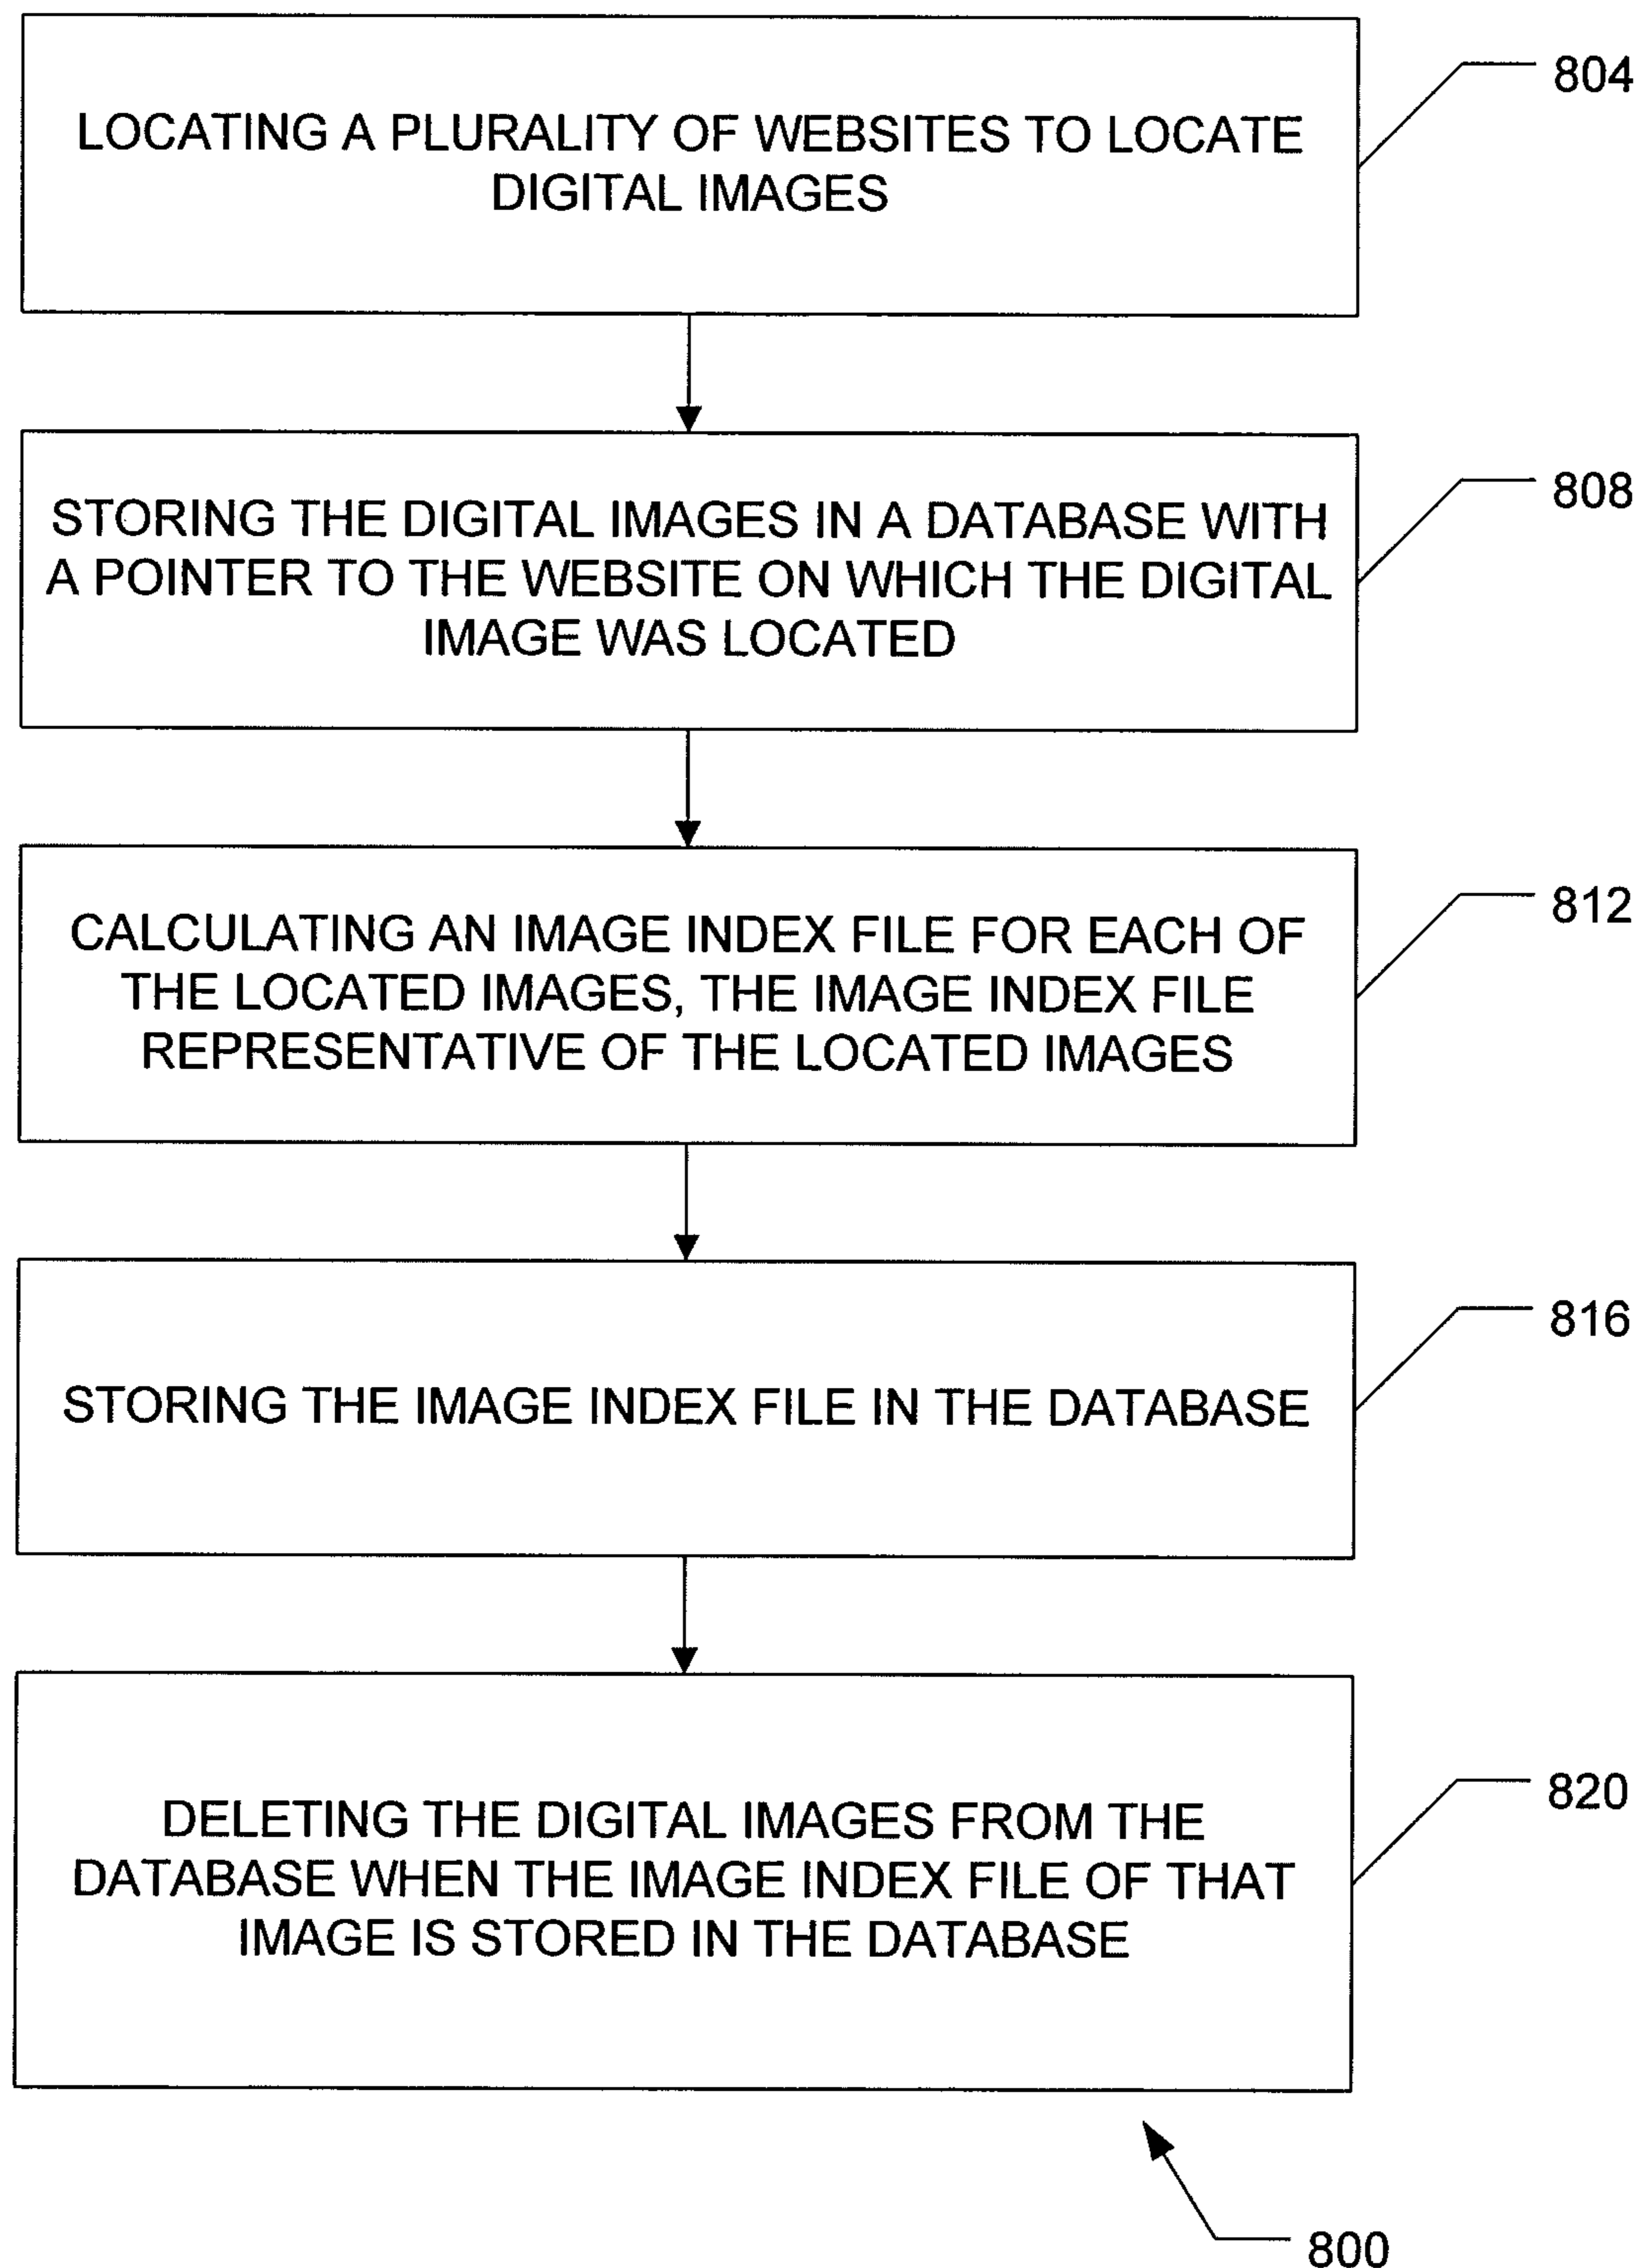 LOCATING A PLURALITY OF WEBSITES TO LOCATE
DIGITAL IMAGES
804
STORING THE DIGITAL IMAGES IN A DATABASE WITH
A POINTER TO THE WEBSITE ON WHICH THE DIGITAL
IMAGE WAS LOCATED
808
CALCULATING AN IMAGE INDEX FILE FOR EACH OF
THE LOCATED IMAGES, THE IMAGE INDEX FILE
REPRESENTATIVE OF THE LOCATED IMAGES
812
STORING THE IMAGE INDEX FILE IN THE DATABASE
816
DELETING THE DIGITAL IMAGES FROM THE
DATABASE WHEN THE IMAGE INDEX FILE OF THAT
IMAGE IS STORED IN THE DATABASE
820
800